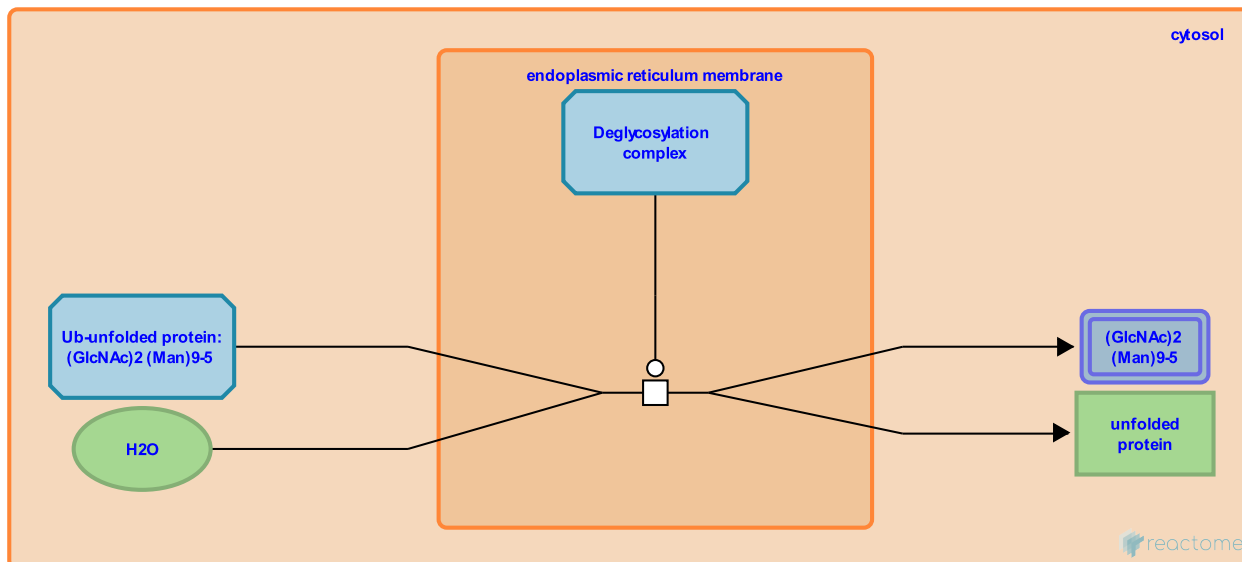 cytosol
endoplasmic reticulum membrane
Deglycosylation
complex
Ub-unfolded protein:
(GlcNAc)2 (Man)9-5
H2O
(GlcNAc)2
(Man)9-5
unfolded
protein
reactome